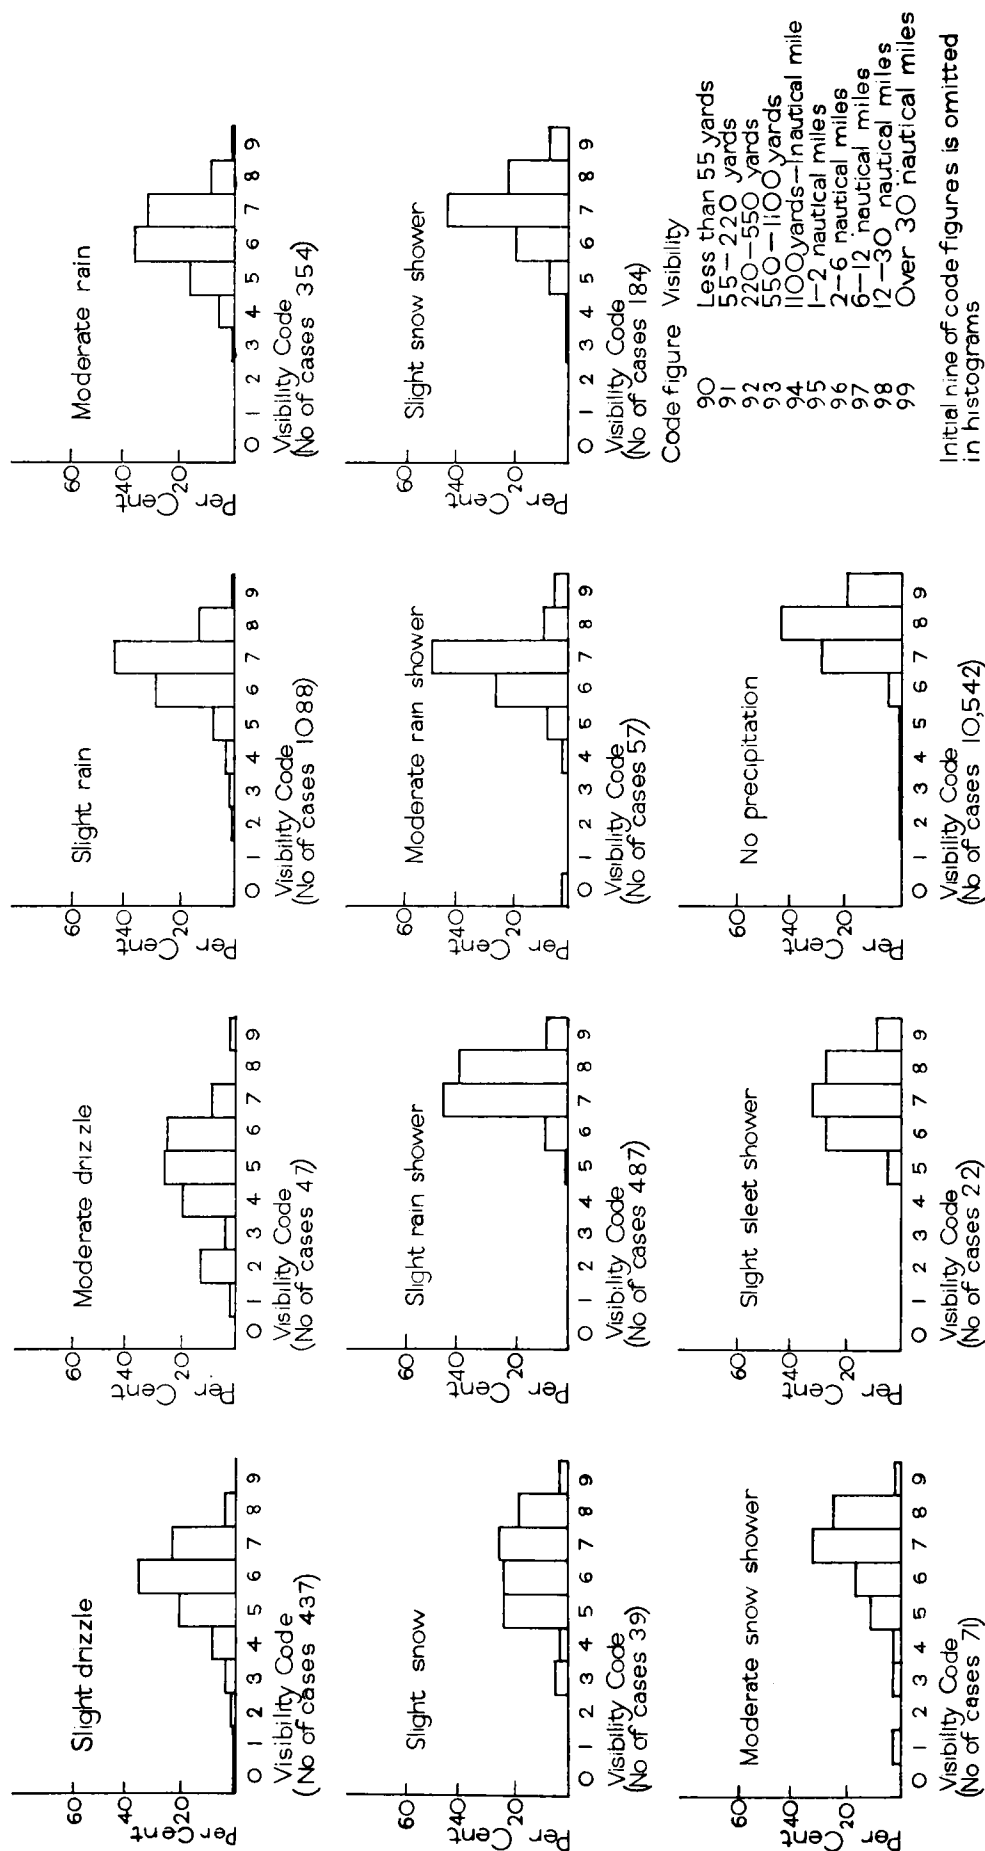 Slight drizzle
60
40
20
Per
Cent
0 1 2 3 4 5 6 7 8 9
Visibility Code
(No of cases 437)
Moderate drizzle
60
40
20
Per
Cent
0 1 2 3 4 5 6 7 8 9
Visibility Code
(No of cases 47)
Slight rain
60
40
20
Per
Cent
0 1 2 3 4 5 6 7 8 9
Visibility Code
(No of cases 1088)
Moderate rain
60
40
20
Per
Cent
0 1 2 3 4 5 6 7 8 9
Visibility Code
(No of cases 354)
Slight snow
60
40
20
Per
Cent
0 1 2 3 4 5 6 7 8 9
Visibility Code
(No of cases 39)
Slight rain shower
60
40
20
Per
Cent
0 1 2 3 4 5 6 7 8 9
Visibility Code
(No of cases 487)
Moderate rain shower
60
40
20
Per
Cent
0 1 2 3 4 5 6 7 8 9
Visibility Code
(No of cases 57)
Slight snow shower
60
40
20
Per
Cent
0 1 2 3 4 5 6 7 8 9
Visibility Code
(No of cases 184)
Moderate snow shower
60
40
20
Per
Cent
0 1 2 3 4 5 6 7 8 9
Visibility Code
(No of cases 71)
Slight sleet shower
60
40
20
Per
Cent
0 1 2 3 4 5 6 7 8 9
Visibility Code
(No of cases 22)
No precipitation
60
40
20
Per
Cent
0 1 2 3 4 5 6 7 8 9
Visibility Code
(No of cases 10,542)
Code figure Visibility
90 Less than 55 yards
91 55—220 yards
92 220—550 yards
93 550—1100 yards
94 1100 yards—1 nautical mile
95 1—2 nautical miles
96 2—6 nautical miles
97 6—12 nautical miles
98 12—30 nautical miles
99 Over 30 nautical miles
Initial nine of code figures is omitted
in histograms